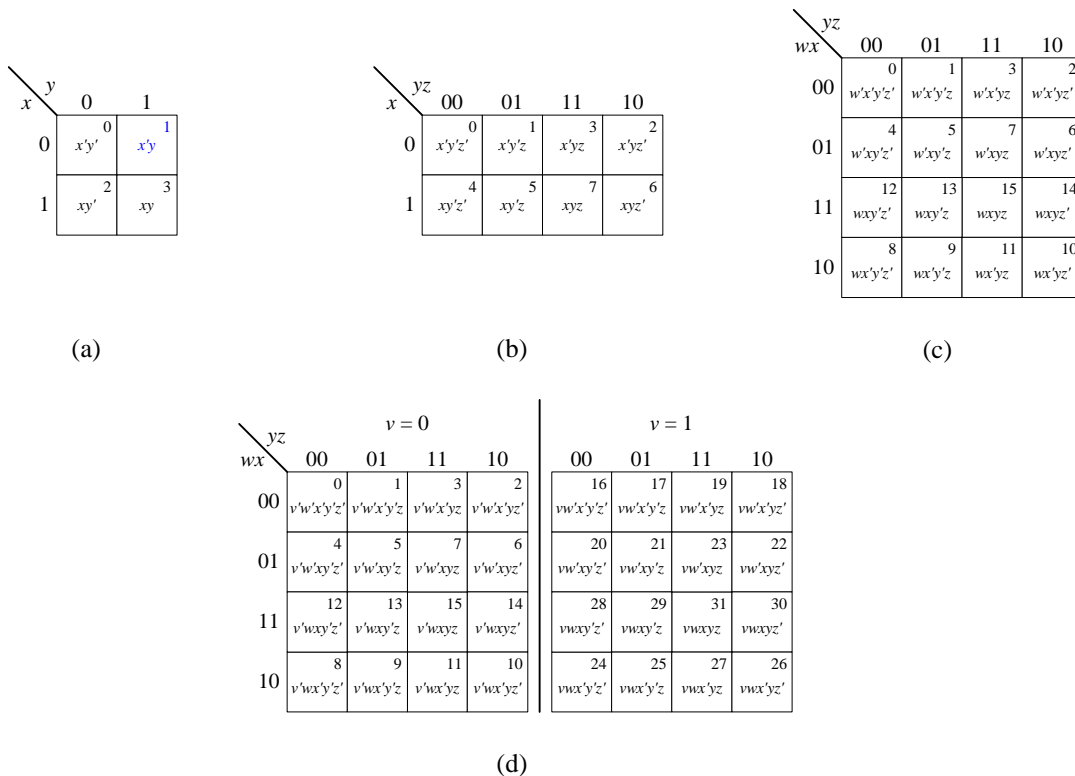 y
x
0 1
0
0 x'y'
1 x'y
1
2 xy'
3 xy
(a)
yz
x
00 01 11 10
0
0 x'y'z'
1 x'y'z
3 x'yz
2 x'yz'
1
4 xy'z'
5 xy'z
7 xyz
6 xyz'
(b)
yz
wx
00 01 11 10
00
0 w'x'y'z'
1 w'x'y'z
3 w'x'yz
2 w'x'yz'
01
4 w'xy'z'
5 w'xy'z
7 w'xyz
6 w'xyz'
11
12 wxy'z'
13 wxy'z
15 wxyz
14 wxyz'
10
8 wx'y'z'
9 wx'y'z
11 wx'yz
10 wx'yz'
(c)
v = 0
v = 1
yz
wx
00 01 11 10
00 01 11 10
00
0 v'w'x'y'z'
1 v'w'x'y'z
3 v'w'x'yz
2 v'w'x'yz'
16 vw'x'y'z'
17 vw'x'y'z
19 vw'x'yz
18 vw'x'yz'
01
4 v'w'xy'z'
5 v'w'xy'z
7 v'w'xyz
6 v'w'xyz'
20 vw'xy'z'
21 vw'xy'z
23 vw'xyz
22 vw'xyz'
11
12 v'wxy'z'
13 v'wxy'z
15 v'wxyz
14 v'wxyz'
28 vwxy'z'
29 vwxy'z
31 vwxyz
30 vwxyz'
10
8 v'wx'y'z'
9 v'wx'y'z
11 v'wx'yz
10 v'wx'yz'
24 vwx'y'z'
25 vwx'y'z
27 vwx'yz
26 vwx'yz'
(d)